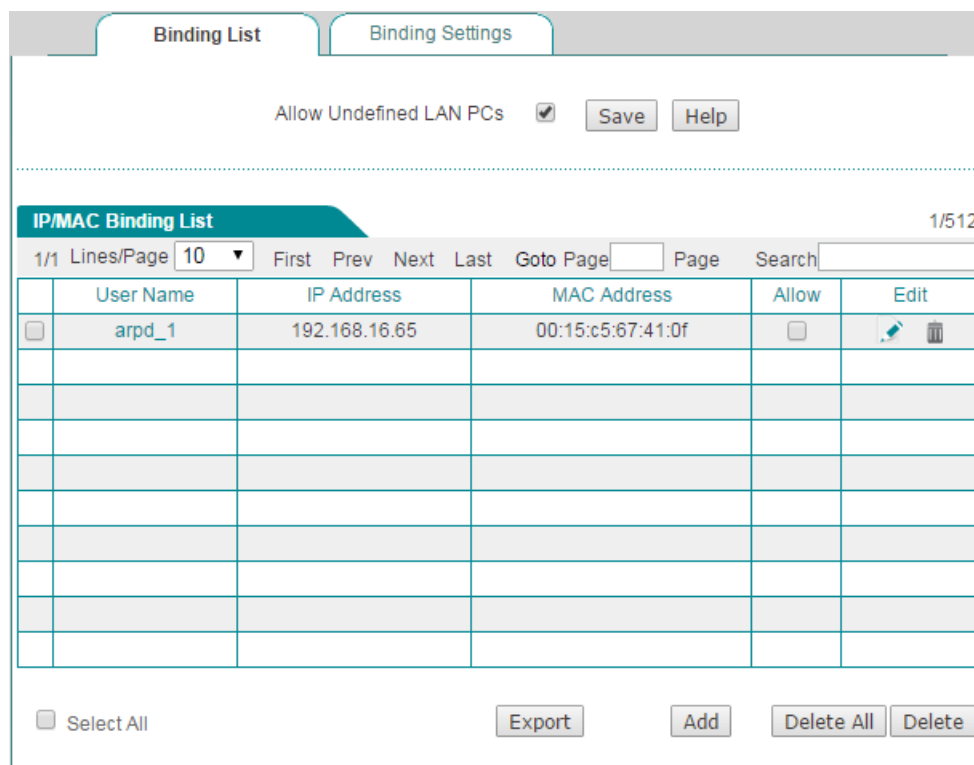 Binding List Binding Settings
Allow Undefined LAN PCs Save Help
IP/MAC Binding List 1/512
1/1 Lines/Page 10 First Prev Next Last Goto Page Page Search
User Name IP Address MAC Address Allow Edit
arpd_1 192.168.16.65 00:15:c5:67:41:0f
Select All Export Add Delete All Delete